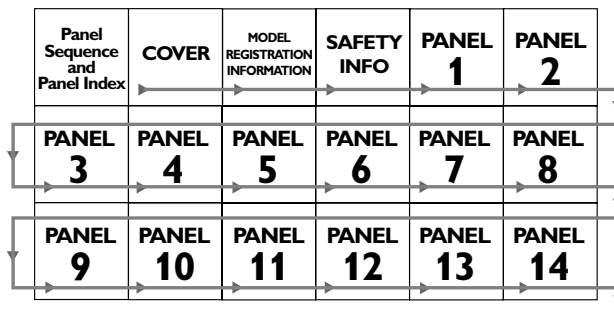 Panel
Sequence
and
Panel Index
COVER
MODEL
REGISTRATION
INFORMATION
SAFETY
INFO
PANEL
1
PANEL
2
PANEL
3
PANEL
4
PANEL
5
PANEL
6
PANEL
7
PANEL
8
PANEL
9
PANEL
10
PANEL
11
PANEL
12
PANEL
13
PANEL
14